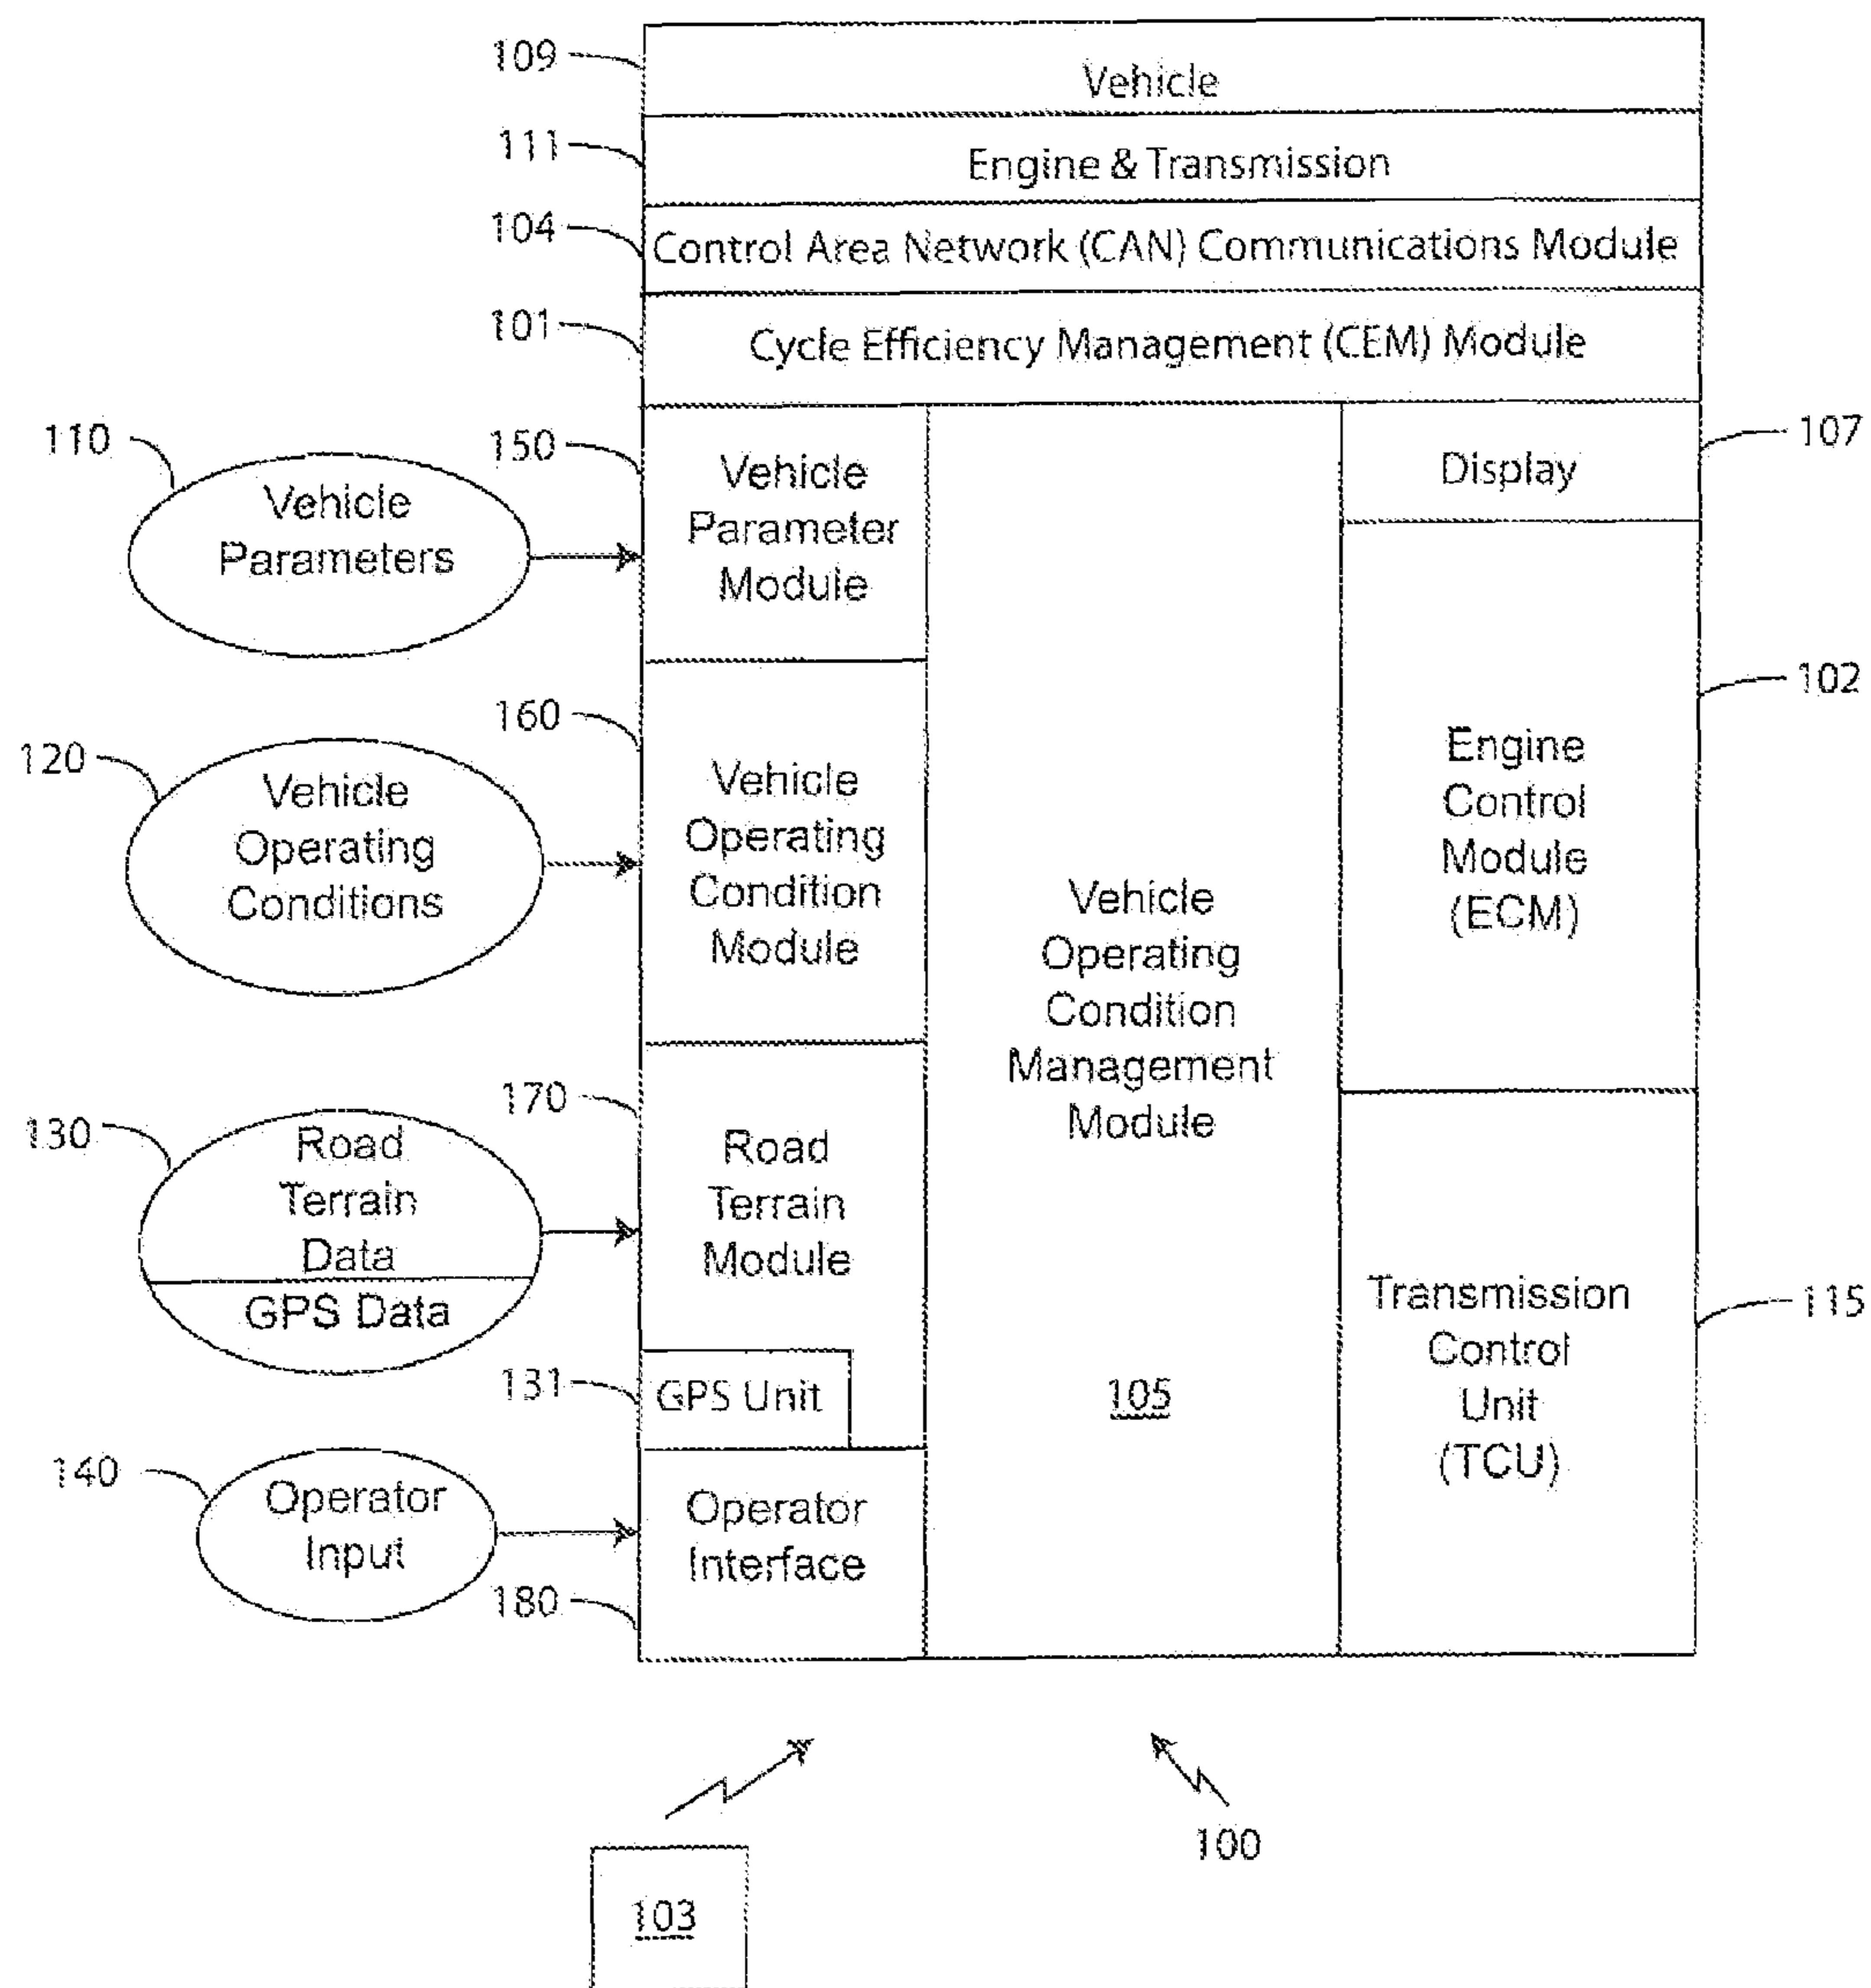 109
Vehicle
111
Engine & Transmission
104
Control Area Network (CAN) Communications Module
101
Cycle Efficiency Management (CEM) Module
110
Vehicle
Parameters
150
Vehicle
Parameter
Module
Display
107
120
Vehicle
Operating
Conditions
160
Vehicle
Operating
Condition
Module
Vehicle
Operating
Condition
Management
Module
105
Engine
Control
Module
(ECM)
102
130
Road
Terrain
Data
GPS Data
170
Road
Terrain
Module
131
GPS Unit
Transmission
Control
Unit
(TCU)
115
140
Operator
Input
180
Operator
Interface
103
100